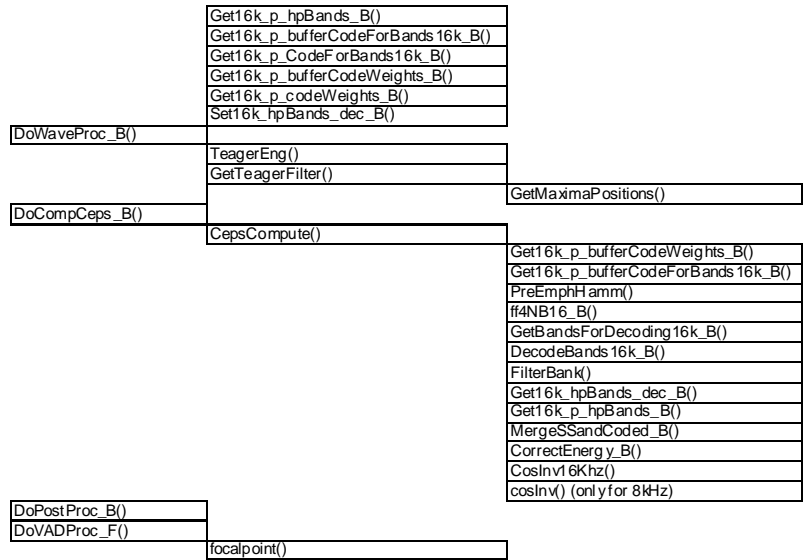 Get16k_p_hpBands_B()
Get16k_p_bufferCodeForBands16k_B()
Get16k_p_CodeForBands16k_B()
Get16k_p_bufferCodeWeights_B()
Get16k_p_codeWeights_B()
Set16k_hpBands_dec_B()
DoWaveProc_B()
TeagerEng()
GetTeagerFilter()
GetMaximaPositions()
DoCompCeps_B()
CepsCompute()
Get16k_p_bufferCodeWeights_B()
Get16k_p_bufferCodeForBands16k_B()
PreEmphHamm()
ff4NB16_B()
GetBandsForDecoding16k_B()
DecodeBands16k_B()
FilterBank()
Get16k_hpBands_dec_B()
Get16k_p_hpBands_B()
MergeSSandCoded_B()
CorrectEnergy_B()
CosInv16Khz()
cosInv() (only for 8kHz)
DoPostProc_B()
DoVADProc_F()
focalpoint()